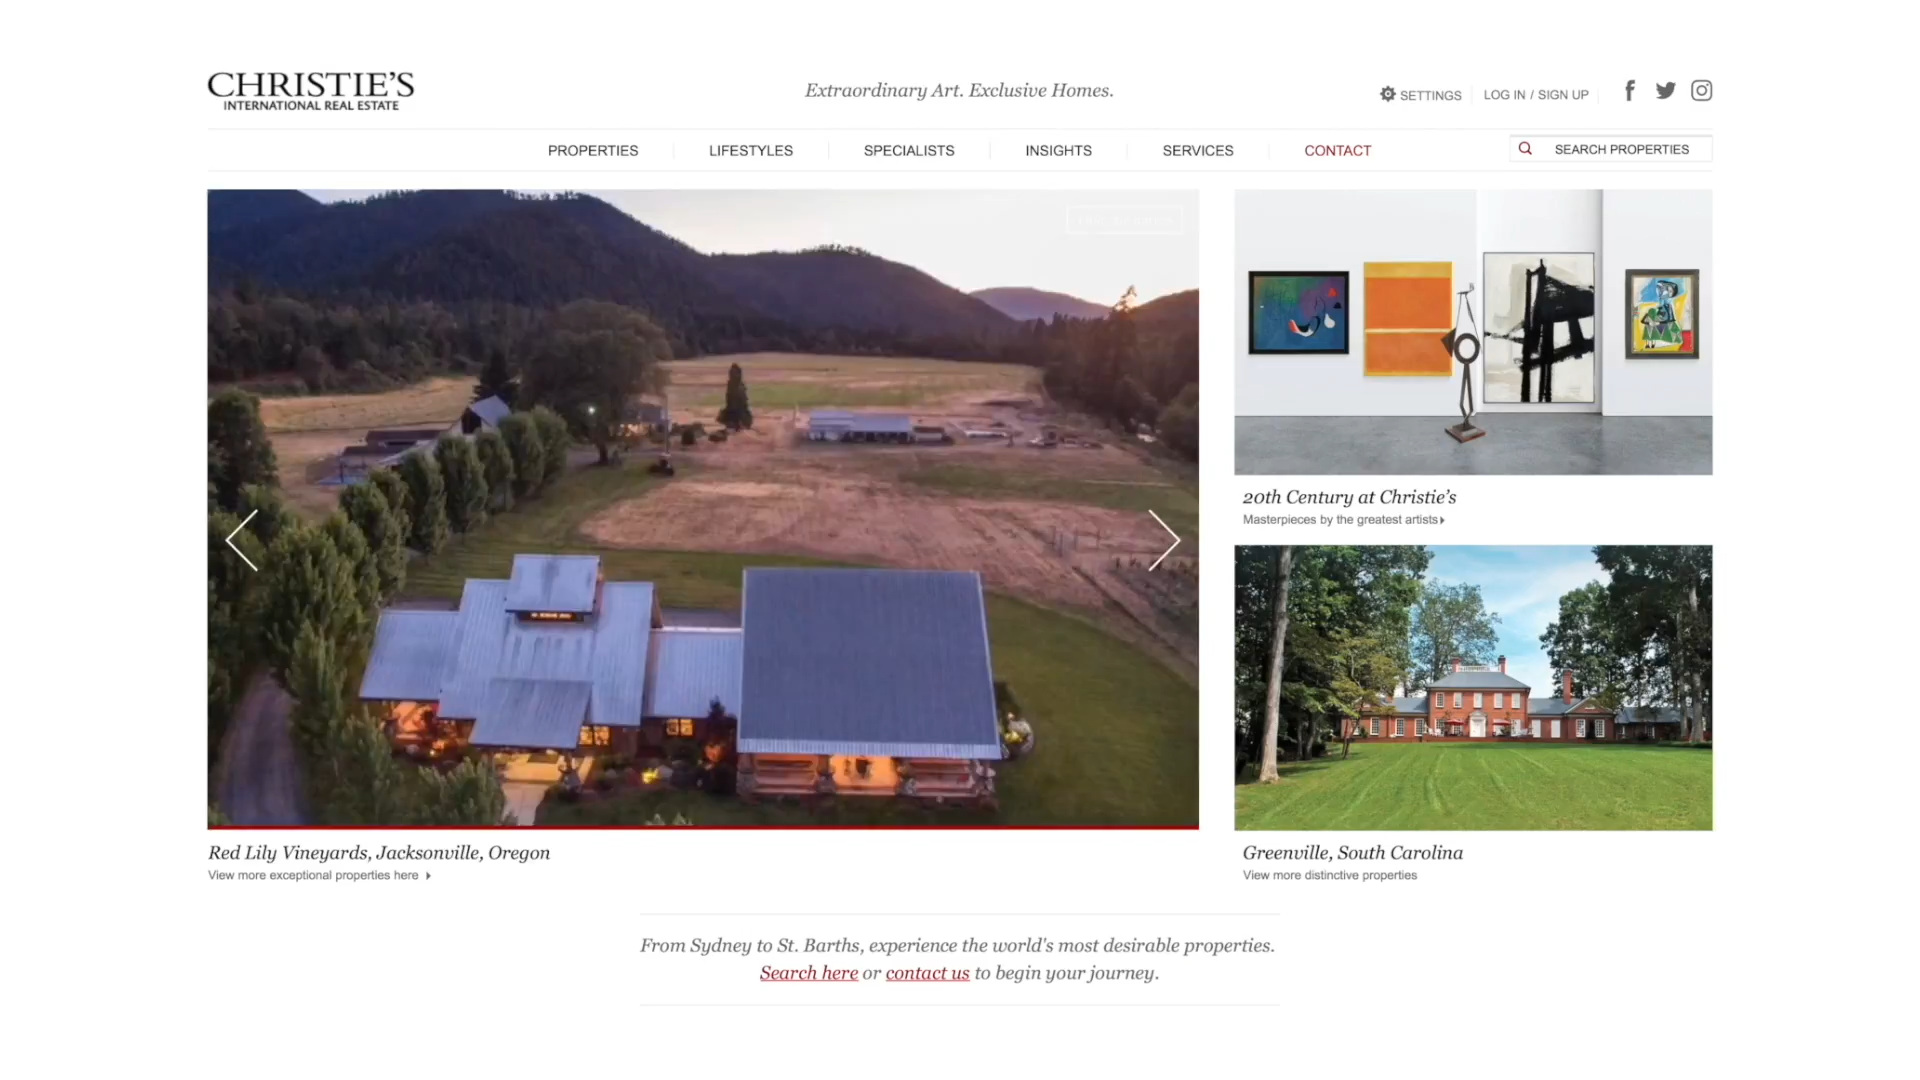 CHRISTIE'S
INTERNATIONAL REAL ESTATE
Extraordinary Art. Exclusive Homes.
SETTINGS
LOG IN / SIGN UP
PROPERTIES
LIFESTYLES
SPECIALISTS
INSIGHTS
SERVICES
CONTACT
SEARCH PROPERTIES
20th Century at Christie's
Masterpieces by the greatest artists
Red Lily Vineyards, Jacksonville, Oregon
View more exceptional properties here
Greenville, South Carolina
View more distinctive properties
From Sydney to St. Barths, experience the world's most desirable properties.
Search here or contact us to begin your journey.